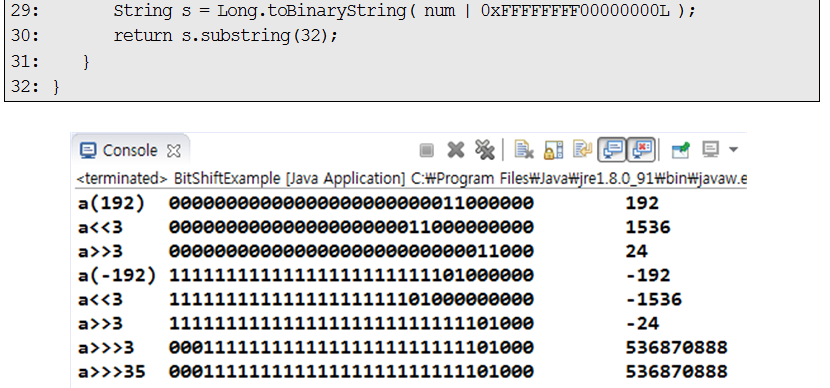 29: String s = Long.toBinaryString( num | 0xFFFFFFFF00000000L );
30: return s.substring(32);
31: }
32: }
Console
<terminated> BitShiftExample [Java Application] C:₩Program Files₩Java₩jre1.8.0_91₩bin₩javaw.e
a(192) 00000000000000000000000011000000 192
a<<3 00000000000000000000011000000000 1536
a>>3 00000000000000000000000000011000 24
a(-192) 11111111111111111111111101000000 -192
a<<3 11111111111111111111101000000000 -1536
a>>3 11111111111111111111111111101000 -24
a>>>3 00011111111111111111111111101000 536870888
a>>>35 00011111111111111111111111101000 536870888